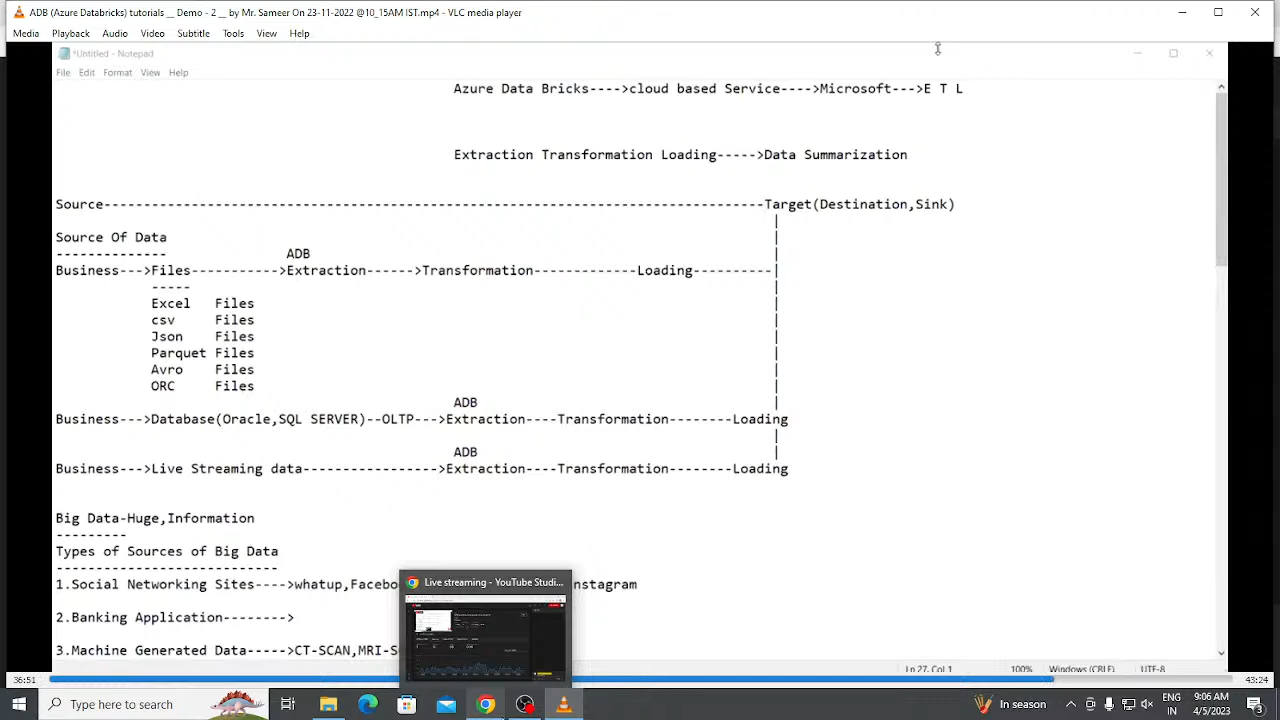 ADB (Azure Databricks) tutorials __ Demo - 2 __ by Mr. Sameer On 23-11-2022 @10_15AM IST.mp4 - VLC media player
Media Playback Audio Video Subtitle Tools View Help
*Untitled - Notepad
File Edit Format View Help
Azure Data Bricks---->cloud based Service---->Microsoft--->E T L
Extraction Transformation Loading----->Data Summarization
Source-----------------------------------------------------------------------------------Target(Destination,Sink)
Source Of Data
--------------
ADB
Business--->Files----------->Extraction------>Transformation-------------Loading----------|
-----
Excel Files
csv Files
Json Files
Parquet Files
Avro Files
ORC Files
ADB
Business--->Database(Oracle,SQL SERVER)--OLTP--->Extraction----Transformation--------Loading
ADB
Business--->Live Streaming data----------------->Extraction----Transformation--------Loading
Big Data-Huge,Information
---------
Types of Sources of Big Data
----------------------------
1.Social Networking Sites---->whatup, nstagram
2.Banking Application-------->
3.Machine Generated Data----->CT-SCAN,
Live streaming - YouTube Studi...
Ln 27, Col 1 100% Windows (CRLF) UTF-8
36:51 43:24
Type here to search
In season
ENG
IN
9:06 AM
4/5/2023